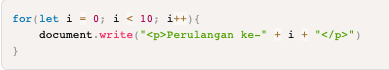 for(let i = 0; i < 10; i++){
    document.write("<p>Perulangan ke-" + i + "</p>")
}